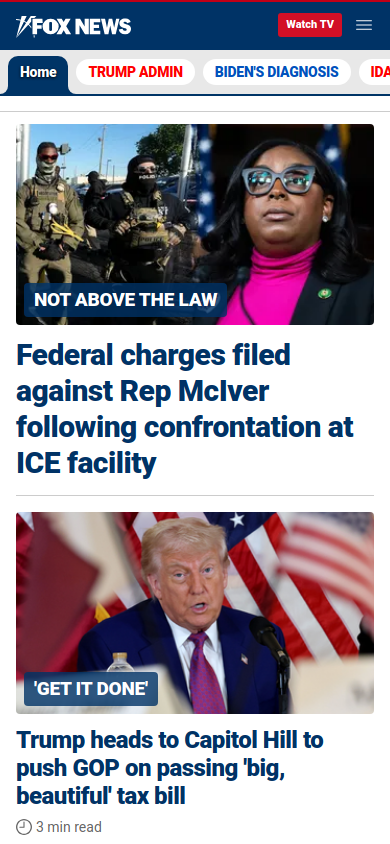 FOX NEWS
Watch TV
Home
TRUMP ADMIN
BIDEN'S DIAGNOSIS
POLICE
NOT ABOVE THE LAW
Federal charges filed
against Rep McIver
following confrontation at
ICE facility
'GET IT DONE'
Trump heads to Capitol Hill to
push GOP on passing 'big,
beautiful' tax bill
3 min read